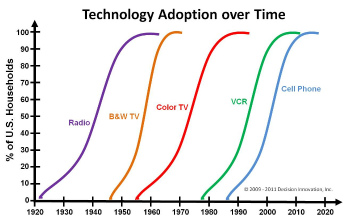 Technology Adoption over Time
% of U.S. Households
100
90
80
70
60
50
40
30
20
10
0
Radio
B&W TV
Color TV
VCR
Cell Phone
© 2009 - 2011 Decision Innovation, Inc.
1920 1930 1940 1950 1960 1970 1980 1990 2000 2010 2020